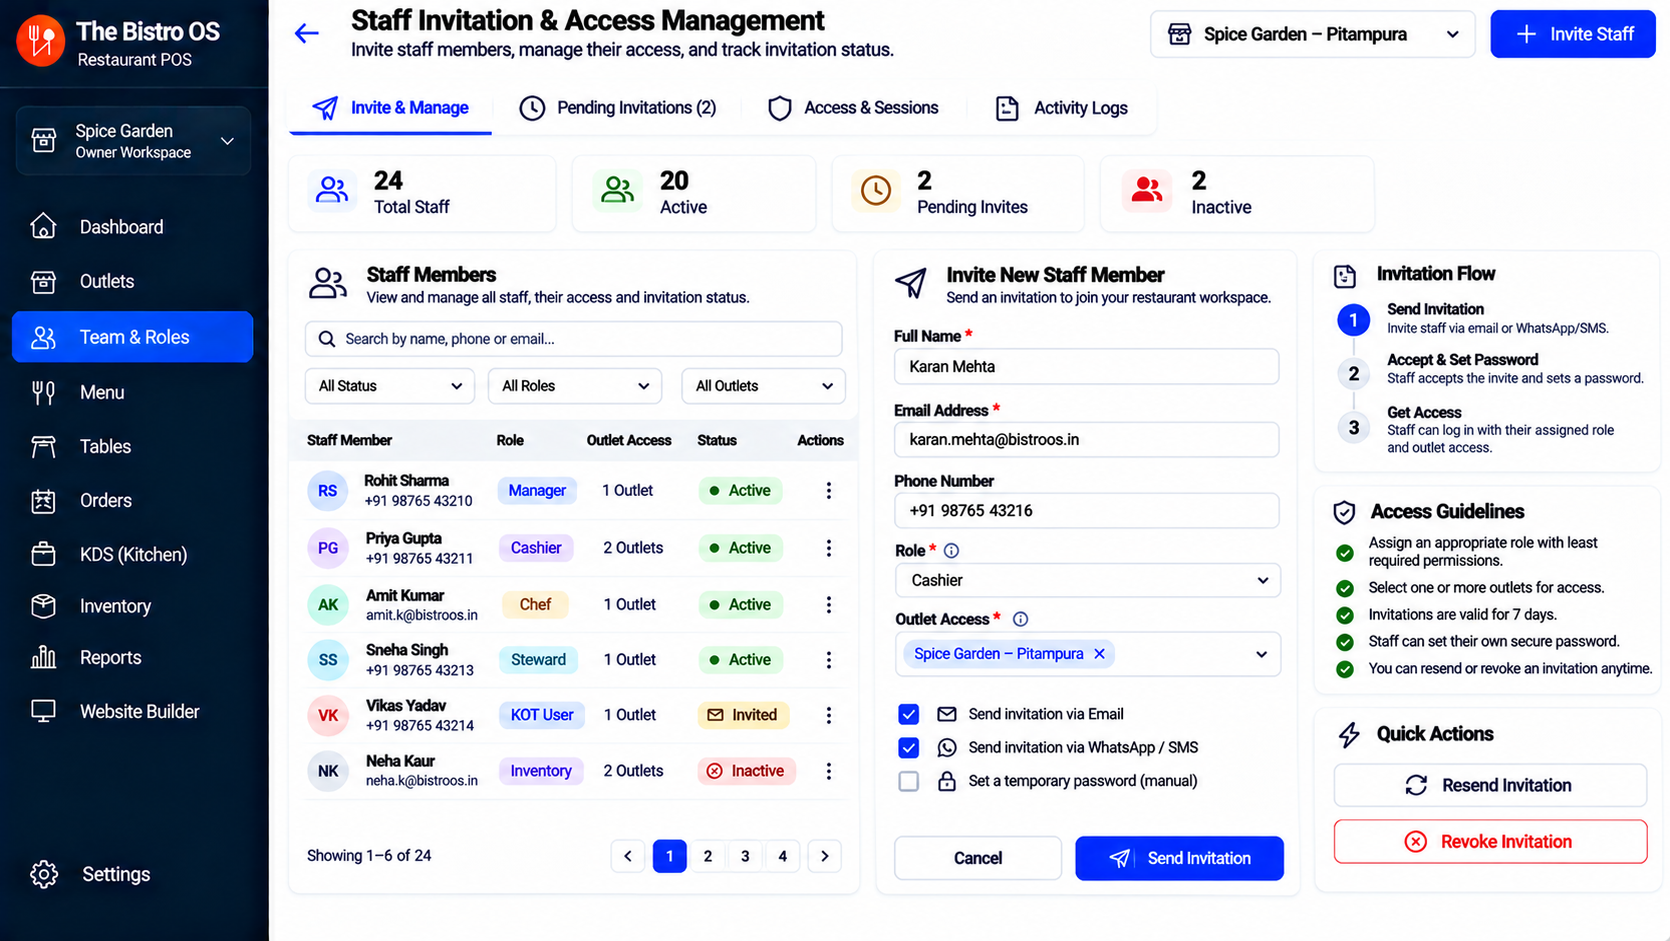 The Bistro OS
Restaurant POS
Spice Garden
Owner Workspace
Dashboard
Outlets
Team & Roles
Menu
Tables
Orders
KDS (Kitchen)
Inventory
Reports
Website Builder
Settings
Staff Invitation & Access Management
Invite staff members, manage their access, and track invitation status.
Spice Garden – Pitampura
Invite Staff
Invite & Manage
Pending Invitations (2)
Access & Sessions
Activity Logs
24
Total Staff
20
Active
2
Pending Invites
2
Inactive
Staff Members
View and manage all staff, their access and invitation status.
Search by name, phone or email...
All Status
All Roles
All Outlets
Staff Member Role Outlet Access Status Actions
RS Rohit Sharma Manager 1 Outlet Active
+91 98765 43210
PG Priya Gupta Cashier 2 Outlets Active
+91 98765 43211
AK Amit Kumar Chef 1 Outlet Active
amit.k@bistroos.in
SS Sneha Singh Steward 1 Outlet Active
+91 98765 43213
VK Vikas Yadav KOT User 1 Outlet Invited
+91 98765 43214
NK Neha Kaur Inventory 2 Outlets Inactive
neha.k@bistroos.in
Showing 1–6 of 24
1 2 3 4
Invite New Staff Member
Send an invitation to join your restaurant workspace.
Full Name *
Karan Mehta
Email Address *
karan.mehta@bistroos.in
Phone Number
+91 98765 43216
Role *
Cashier
Outlet Access *
Spice Garden – Pitampura
Send invitation via Email
Send invitation via WhatsApp / SMS
Set a temporary password (manual)
Cancel
Send Invitation
Invitation Flow
1 Send Invitation
Invite staff via email or WhatsApp/SMS.
2 Accept & Set Password
Staff accepts the invite and sets a password.
3 Get Access
Staff can log in with their assigned role
and outlet access.
Access Guidelines
Assign an appropriate role with least
required permissions.
Select one or more outlets for access.
Invitations are valid for 7 days.
Staff can set their own secure password.
You can resend or revoke an invitation anytime.
Quick Actions
Resend Invitation
Revoke Invitation